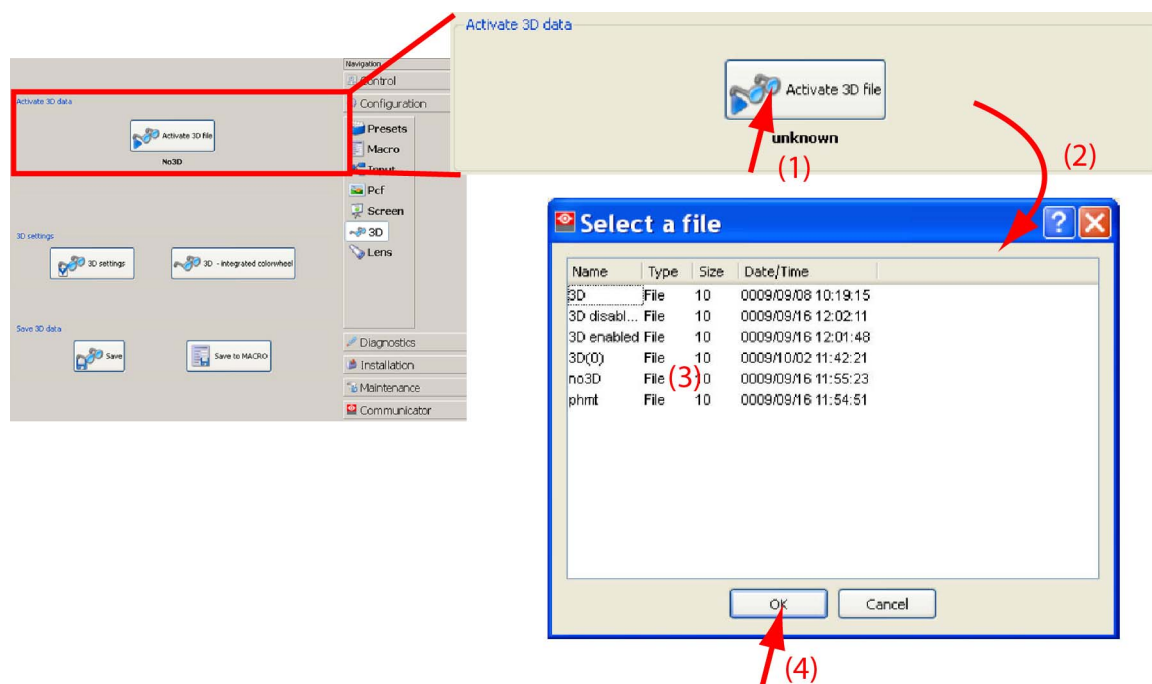 Activate 3D data
Activate 3D file
No3D
3D settings
3D settings
3D - integrated colorwheel
Save 3D data
Save
Save to MACRO
Navigation
Control
Configuration
Presets
Macro
Input
Pcf
Screen
3D
Lens
Diagnostics
Installation
Maintenance
Communicator
Activate 3D data
Activate 3D file
unknown
(1)
(2)
Select a file
Name Type Size Date/Time
3D File 10 0009/09/08 10:19:15
3D disabl... File 10 0009/09/16 12:02:11
3D enabled File 10 0009/09/16 12:01:48
3D(0) File 10 0009/10/02 11:42:21
no3D File 10 0009/09/16 11:55:23
(3)
phmt File 10 0009/09/16 11:54:51
OK Cancel
(4)